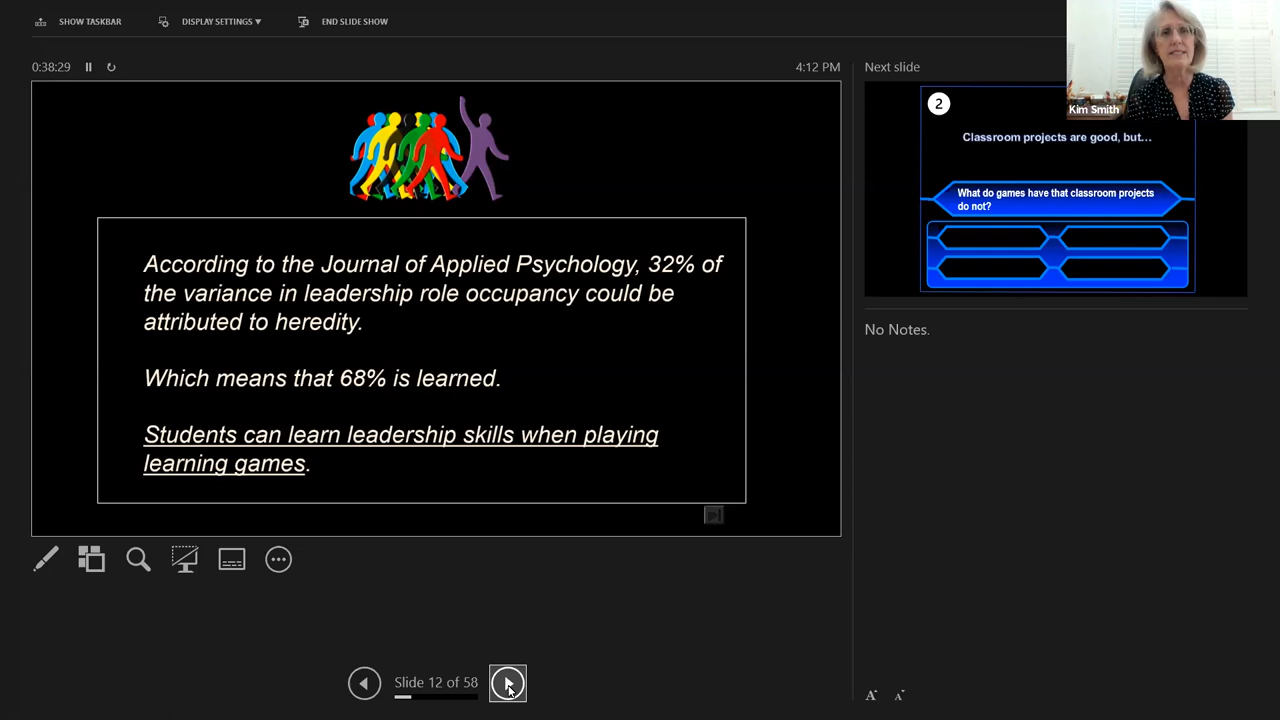 SHOW TASKBAR
DISPLAY SETTINGS
END SLIDE SHOW
0:38:29
4:12 PM
According to the Journal of Applied Psychology, 32% of
the variance in leadership role occupancy could be
attributed to heredity.
Which means that 68% is learned.
Students can learn leadership skills when playing
learning games.
Slide 12 of 58
Next slide
Kim Smith
2
Classroom projects are good, but...
What do games have that classroom projects
do not?
No Notes.
A
A